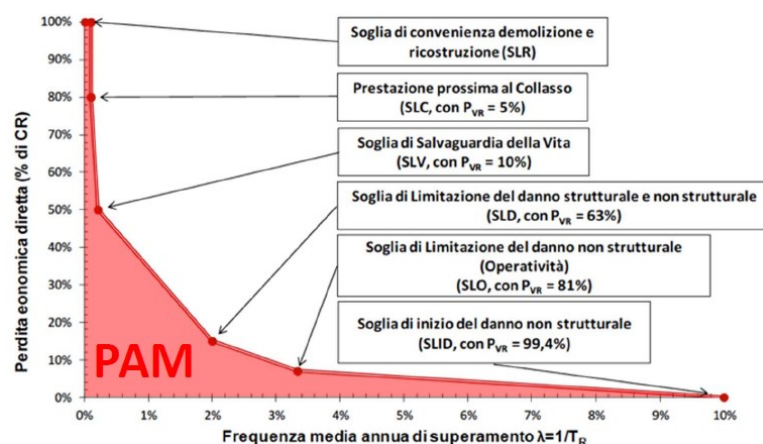 100%
90%
80%
70%
60%
50%
40%
30%
20%
10%
0%
Perdita economica diretta (% di CR)
Soglia di convenienza demolizione e
ricostruzione (SLR)
Prestazione prossima al Collasso
(SLC, con PVR = 5%)
Soglia di Salvaguardia della Vita
(SLV, con PVR = 10%)
Soglia di Limitazione del danno strutturale e non strutturale
(SLD, con PVR = 63%)
Soglia di Limitazione del danno non strutturale
(Operatività)
(SLO, con PVR = 81%)
Soglia di inizio del danno non strutturale
(SLID, con PVR = 99,4%)
PAM
0% 1% 2% 3% 4% 5% 6% 7% 8% 9% 10%
Frequenza media annua di superamento λ=1/TR